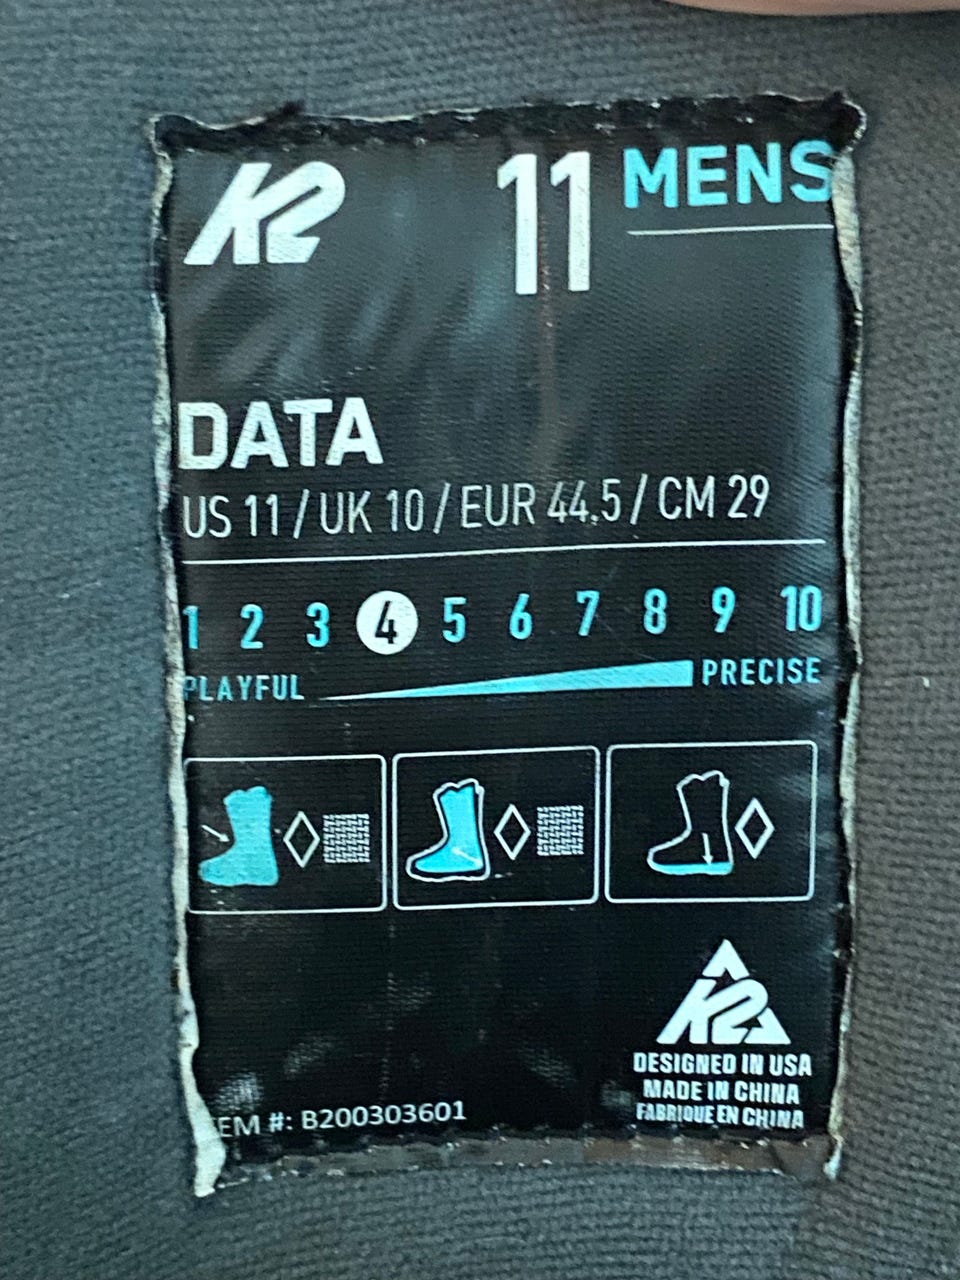 K2 11 MENS
DATA
US 11 / UK 10 / EUR 44.5 / CM 29
1 2 3 4 5 6 7 8 9 10
PLAYFUL PRECISE
K2
DESIGNED IN USA
MADE IN CHINA
FABRIQUE EN CHINA
EM #: B200303601